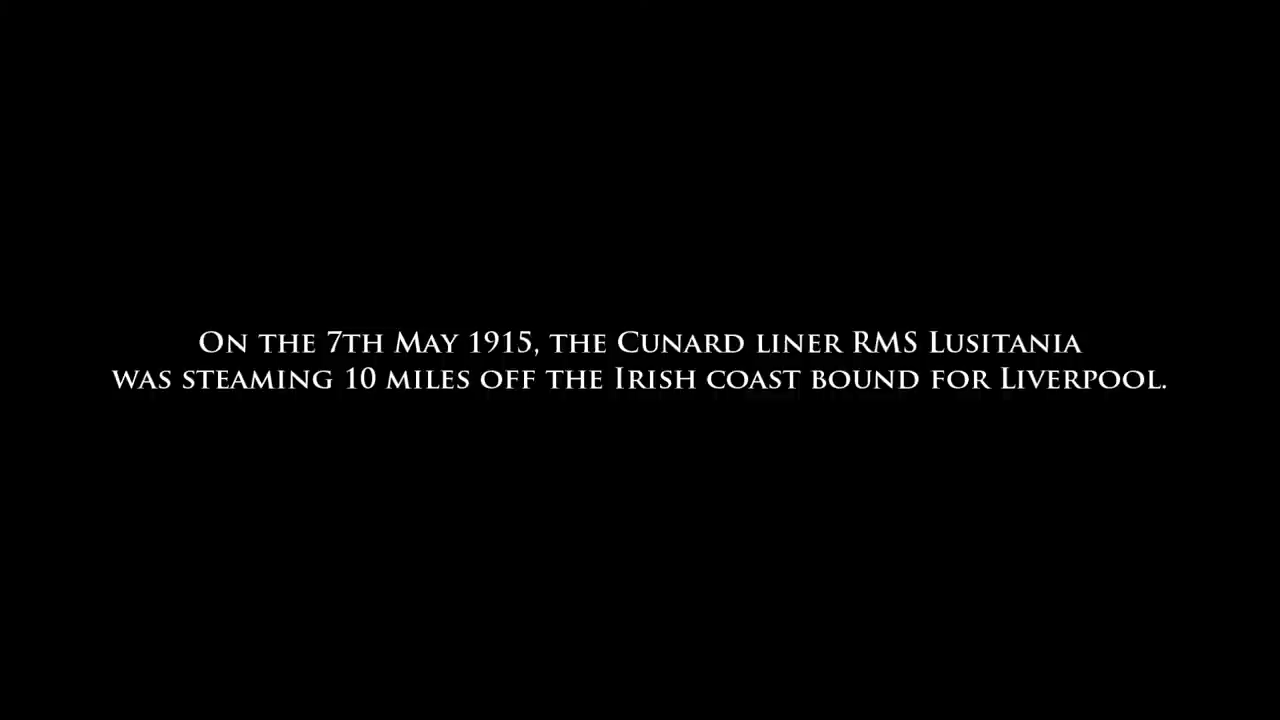 On the 7th May 1915, the Cunard liner RMS Lusitania
was steaming 10 miles off the Irish coast bound for Liverpool.